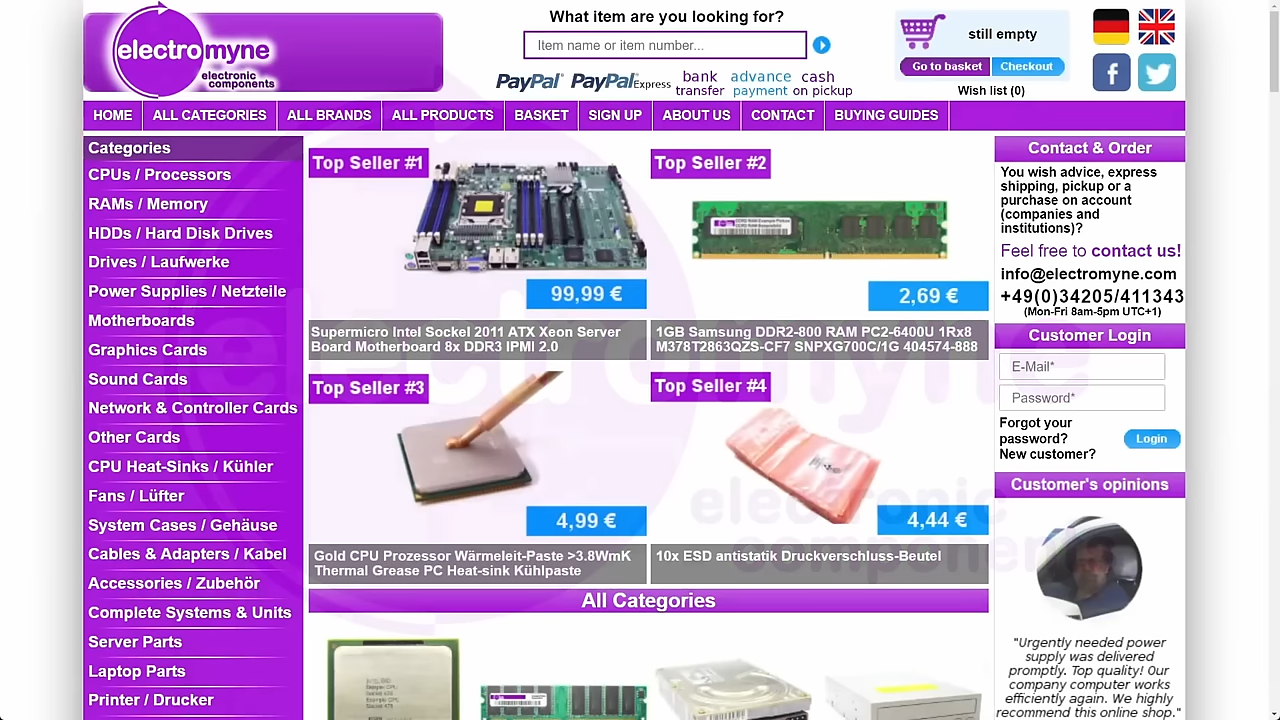 electromyne
electronic
components
What item are you looking for?
Item name or item number...
PayPal PayPal Express bank transfer advance payment cash on pickup
still empty
Go to basket Checkout
Wish list (0)
HOME ALL CATEGORIES ALL BRANDS ALL PRODUCTS BASKET SIGN UP ABOUT US CONTACT BUYING GUIDES
Categories
CPUs / Processors
RAMs / Memory
HDDs / Hard Disk Drives
Drives / Laufwerke
Power Supplies / Netzteile
Motherboards
Graphics Cards
Sound Cards
Network & Controller Cards
Other Cards
CPU Heat-Sinks / Kühler
Fans / Lüfter
System Cases / Gehäuse
Cables & Adapters / Kabel
Accessories / Zubehör
Complete Systems & Units
Server Parts
Laptop Parts
Printer / Drucker
Top Seller #1
99,99 €
Supermicro Intel Sockel 2011 ATX Xeon Server
Board Motherboard 8x DDR3 IPMI 2.0
Top Seller #2
2,69 €
1GB Samsung DDR2-800 RAM PC2-6400U 1Rx8
M378T2863QZS-CF7 SNPXG700C/1G 404574-888
Top Seller #3
4,99 €
Gold CPU Prozessor Wärmeleit-Paste >3.8WmK
Thermal Grease PC Heat-sink Kühlpaste
Top Seller #4
4,44 €
10x ESD antistatik Druckverschluss-Beutel
All Categories
Contact & Order
You wish advice, express
shipping, pickup or a
purchase on account
(companies and
institutions)?
Feel free to contact us!
info@electromyne.com
+49(0)34205/411343
(Mon-Fri 8am-5pm UTC+1)
Customer Login
E-Mail*
Password*
Forgot your
password?
New customer?
Login
Customer's opinions
"Urgently needed power
supply was delivered
promptly. Top quality! Our
company computer works
efficiently again. We highly
recommend this online shop."
electromyne
electronic
components